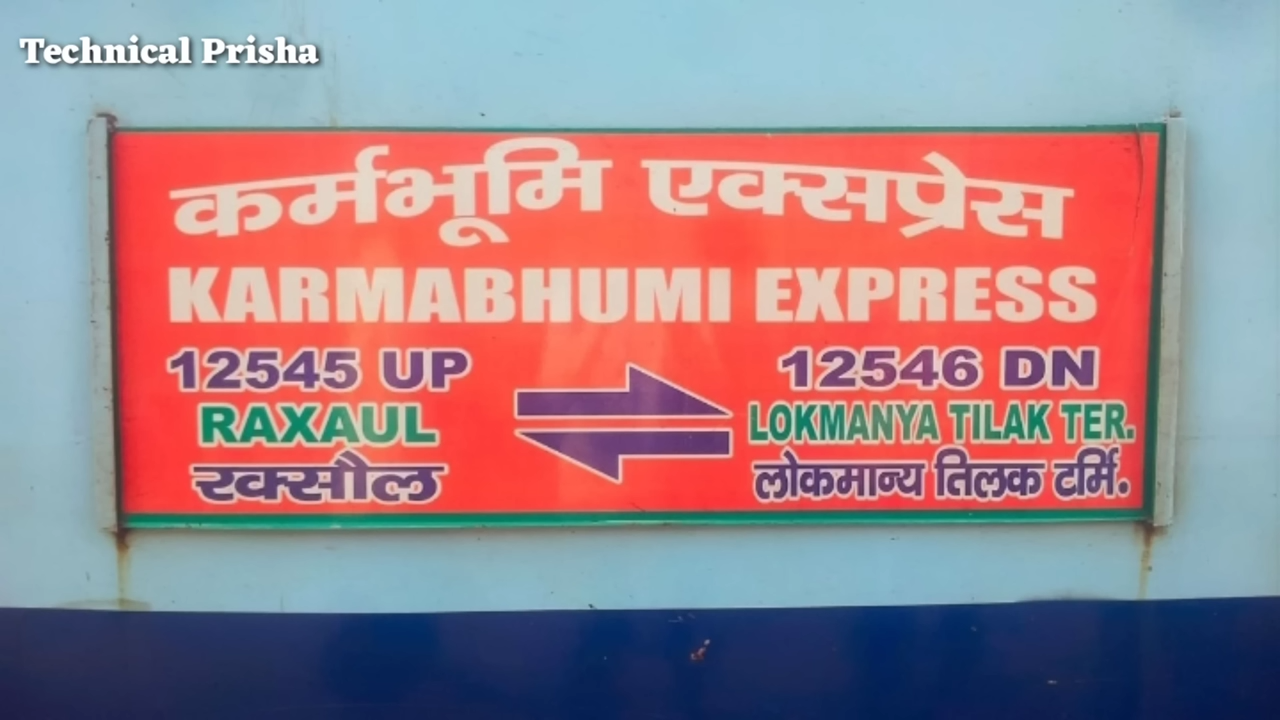 Technical Prisha
कर्मभूमि एक्सप्रेस
KARMABHUMI EXPRESS
12545 UP
RAXAUL
रक्सौल
12546 DN
LOKMANYA TILAK TER.
लोकमान्य तिलक टर्मि.